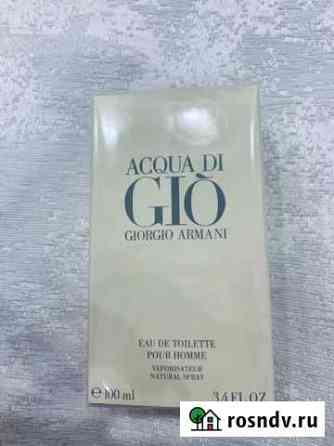 ACQUA DI
GIÒ
GIORGIO ARMANI
EAU DE TOILETTE
POUR HOMME
VAPORISATEUR
NATURAL SPRAY
℮ 100 ml 3.4 FL.OZ
rosndv.ru